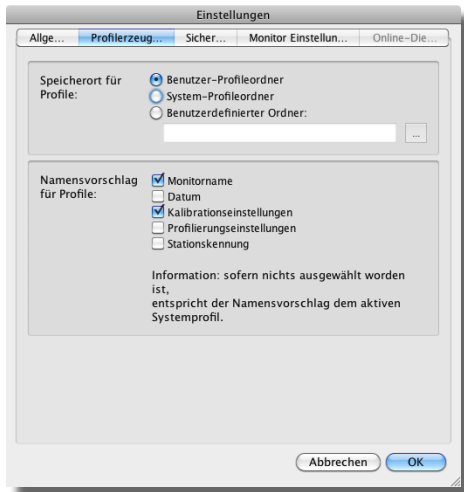 Einstellungen
Allge... Profilerzeug... Sicher... Monitor Einstellun... Online-Die...
Speicherort für
Profile:
Benutzer-Profileordner
System-Profileordner
Benutzerdefinierter Ordner:
...
Namensvorschlag
für Profile:
Monitorname
Datum
Kalibrationseinstellungen
Profilierungseinstellungen
Stationskennung
Information: sofern nichts ausgewählt worden
ist,
entspricht der Namensvorschlag dem aktiven
Systemprofil.
Abbrechen OK